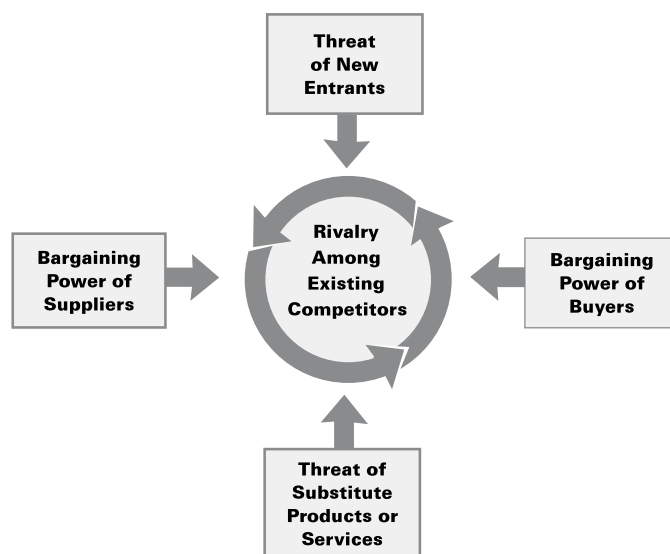 Threat
of New
Entrants
Bargaining
Power of
Suppliers
Rivalry
Among
Existing
Competitors
Bargaining
Power of
Buyers
Threat of
Substitute
Products or
Services